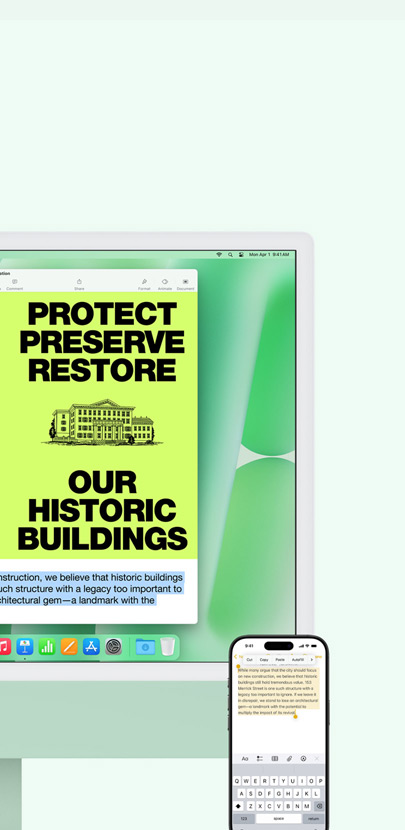 Mon Apr 1 9:41AM
Comment
Share
Format
Animate
Document
PROTECT
PRESERVE
RESTORE
OUR
HISTORIC
BUILDINGS
nstruction, we believe that historic buildings
uch structure with a legacy too important to
chitectural gem—a landmark with the
9:41
Cut Copy Paste AutoFill
While many argue that the city should focus
on new construction, we believe that historic
buildings still hold tremendous value. 153
Merrick Street is one such structure with a
legacy too important to ignore. If we leave it
to disrepair, we stand to lose an architectural
gem—a landmark with the potential to
multiply the impact of its revival.
Aa
Q W E R T Y U I O P
A S D F G H J K L
Z X C V B N M
123 space return